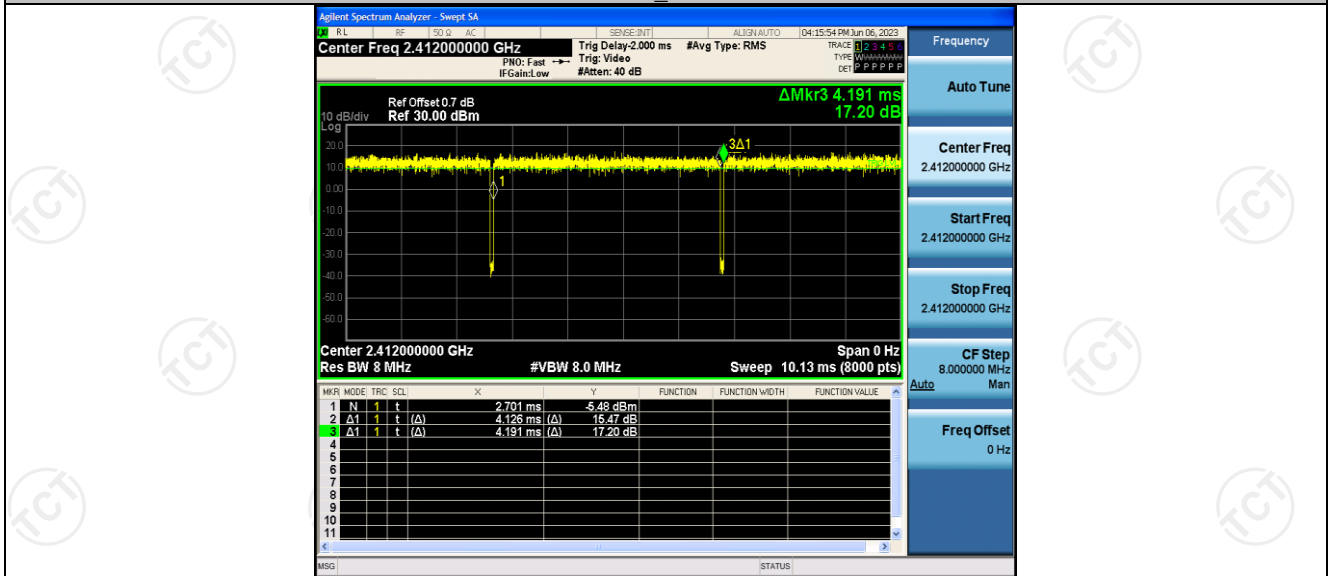 Agilent Spectrum Analyzer - Swept SA
RL RF 50 Ω AC SENSE:INT ALIGN AUTO 04:15:54 PM Jun 06, 2023
Center Freq 2.412000000 GHz
Trig Delay-2.000 ms #Avg Type: RMS
TRACE 1 2 3 4 5 6
PNO: Fast Trig: Video
TYPE W
IFGain:Low #Atten: 40 dB
DET P P P P P P
Frequency
Auto Tune
Center Freq
2.412000000 GHz
Start Freq
2.412000000 GHz
Stop Freq
2.412000000 GHz
CF Step
8.000000 MHz
Auto Man
Freq Offset
0 Hz
ΔMkr3 4.191 ms
17.20 dB
Ref Offset 0.7 dB
10 dB/div Ref 30.00 dBm
Log
20.0
10.0
0.00
-10.0
-20.0
-30.0
-40.0
-50.0
-60.0
1
3Δ1
Center 2.412000000 GHz Span 0 Hz
Res BW 8 MHz #VBW 8.0 MHz Sweep 10.13 ms (8000 pts)
MKR MODE TRC SCL X Y FUNCTION FUNCTION WIDTH FUNCTION VALUE
1 N 1 t 2.701 ms -5.48 dBm
2 Δ1 1 t (Δ) 4.126 ms (Δ) 15.47 dB
3 Δ1 1 t (Δ) 4.191 ms (Δ) 17.20 dB
4
5
6
7
8
9
10
11
MSG STATUS
TCT
TCT
TCT
TCT
TCT
TCT
TCT
TCT